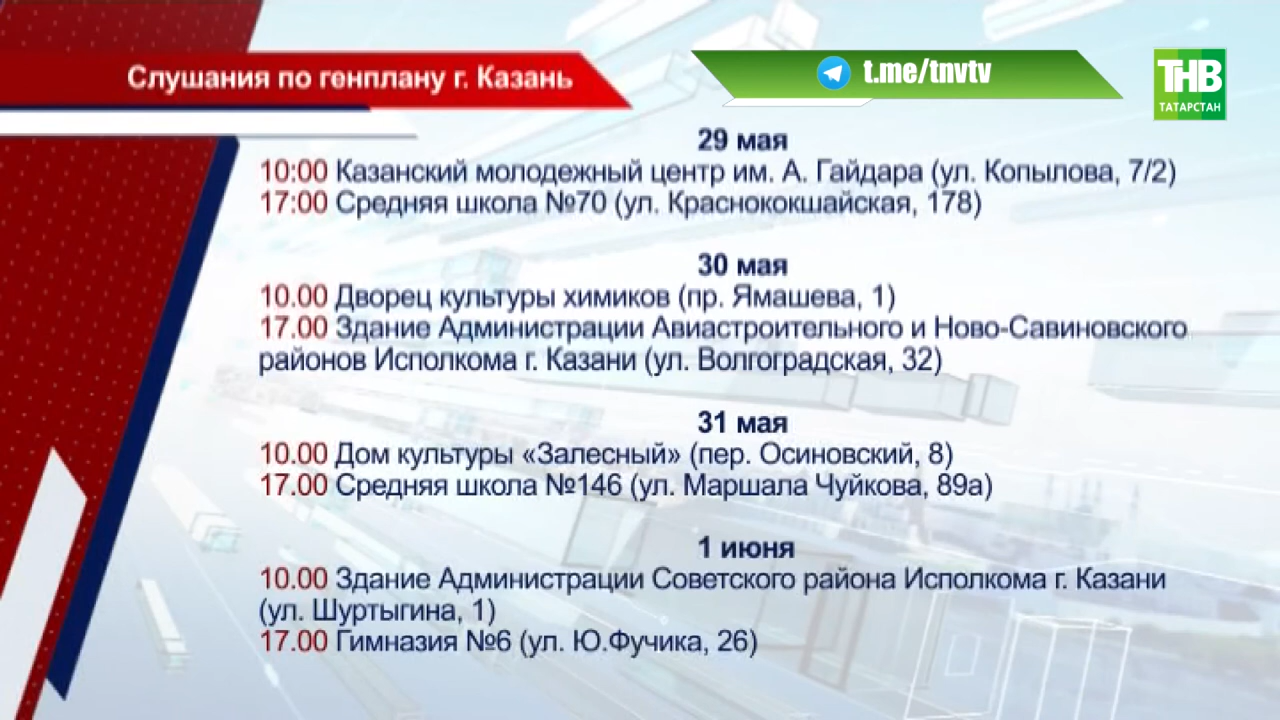 Слушания по генплану г. Казань
t.me/tnvtv
ТНВ
ТАТАРСТАН
29 мая
10:00 Казанский молодежный центр им. А. Гайдара (ул. Копылова, 7/2)
17:00 Средняя школа №70 (ул. Краснококшайская, 178)
30 мая
10.00 Дворец культуры химиков (пр. Ямашева, 1)
17.00 Здание Администрации Авиастроительного и Ново-Савиновского
районов Исполкома г. Казани (ул. Волгоградская, 32)
31 мая
10.00 Дом культуры «Залесный» (пер. Осиновский, 8)
17.00 Средняя школа №146 (ул. Маршала Чуйкова, 89а)
1 июня
10.00 Здание Администрации Советского района Исполкома г. Казани
(ул. Шуртыгина, 1)
17.00 Гимназия №6 (ул. Ю.Фучика, 26)